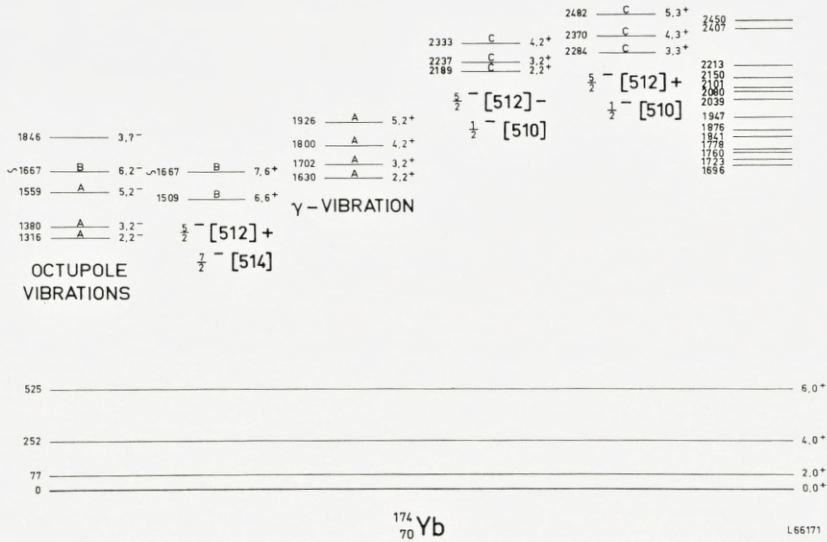 2482 C 5,3⁺
2450
2407
2333 C 4,2⁺
2370 C 4,3⁺
2284 C 3,3⁺
2237 C 3,2⁺
2189 C 2,2⁺
5/2 ⁻ [512] −
1/2 ⁻ [510]
5/2 ⁻ [512] +
1/2 ⁻ [510]
2213
2150
2101
2080
2039
1947
1876
1841
1778
1760
1723
1696
1926 A 5,2⁺
1800 A 4,2⁺
1702 A 3,2⁺
1630 A 2,2⁺
γ – VIBRATION
1846 3,?⁻
~1667 B 6,2⁻
1559 A 5,2⁻
1380 A 3,2⁻
1316 A 2,2⁻
OCTUPOLE
VIBRATIONS
~1667 B 7,6⁺
1509 B 6,6⁺
5/2 ⁻ [512] +
7/2 ⁻ [514]
525 6,0⁺
252 4,0⁺
77 2,0⁺
0 0,0⁺
¹⁷⁴₇₀Yb
L66171